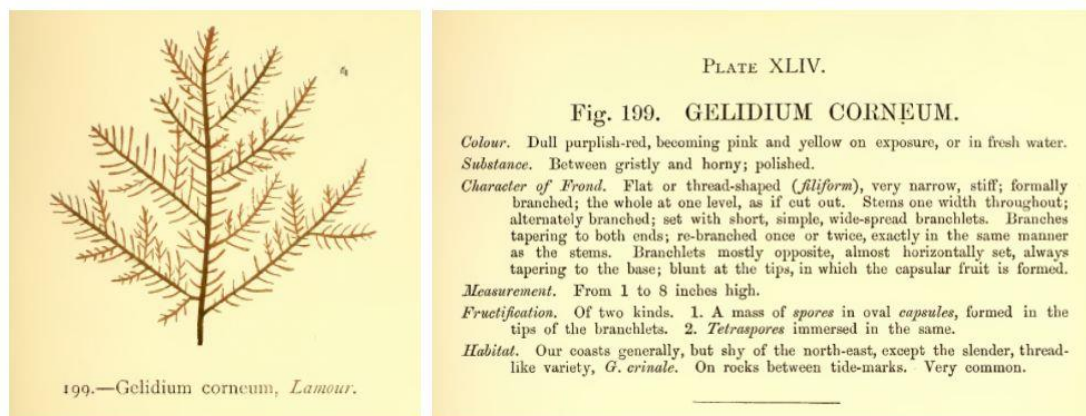 199.—Gelidium corneum, Lamour.
PLATE XLIV.
Fig. 199. GELIDIUM CORNEUM.
Colour. Dull purplish-red, becoming pink and yellow on exposure, or in fresh water.
Substance. Between gristly and horny; polished.
Character of Frond. Flat or thread-shaped (filiform), very narrow, stiff; formally
branched; the whole at one level, as if cut out. Stems one width throughout;
alternately branched; set with short, simple, wide-spread branchlets. Branches
tapering to both ends; re-branched once or twice, exactly in the same manner
as the stems. Branchlets mostly opposite, almost horizontally set, always
tapering to the base; blunt at the tips, in which the capsular fruit is formed.
Measurement. From 1 to 8 inches high.
Fructification. Of two kinds. 1. A mass of spores in oval capsules, formed in the
tips of the branchlets. 2. Tetraspores immersed in the same.
Habitat. Our coasts generally, but shy of the north-east, except the slender, thread-
like variety, G. crinale. On rocks between tide-marks. Very common.